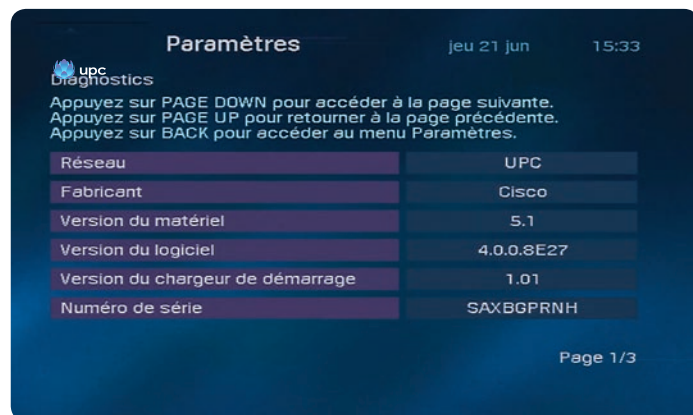 Paramètres jeu 21 jun 15:33
upc
Diagnostics
Appuyez sur PAGE DOWN pour accéder à la page suivante.
Appuyez sur PAGE UP pour retourner à la page précédente.
Appuyez sur BACK pour accéder au menu Paramètres.
Réseau UPC
Fabricant Cisco
Version du matériel 5.1
Version du logiciel 4.0.0.8E27
Version du chargeur de démarrage 1.01
Numéro de série SAXBGPRNH
Page 1/3